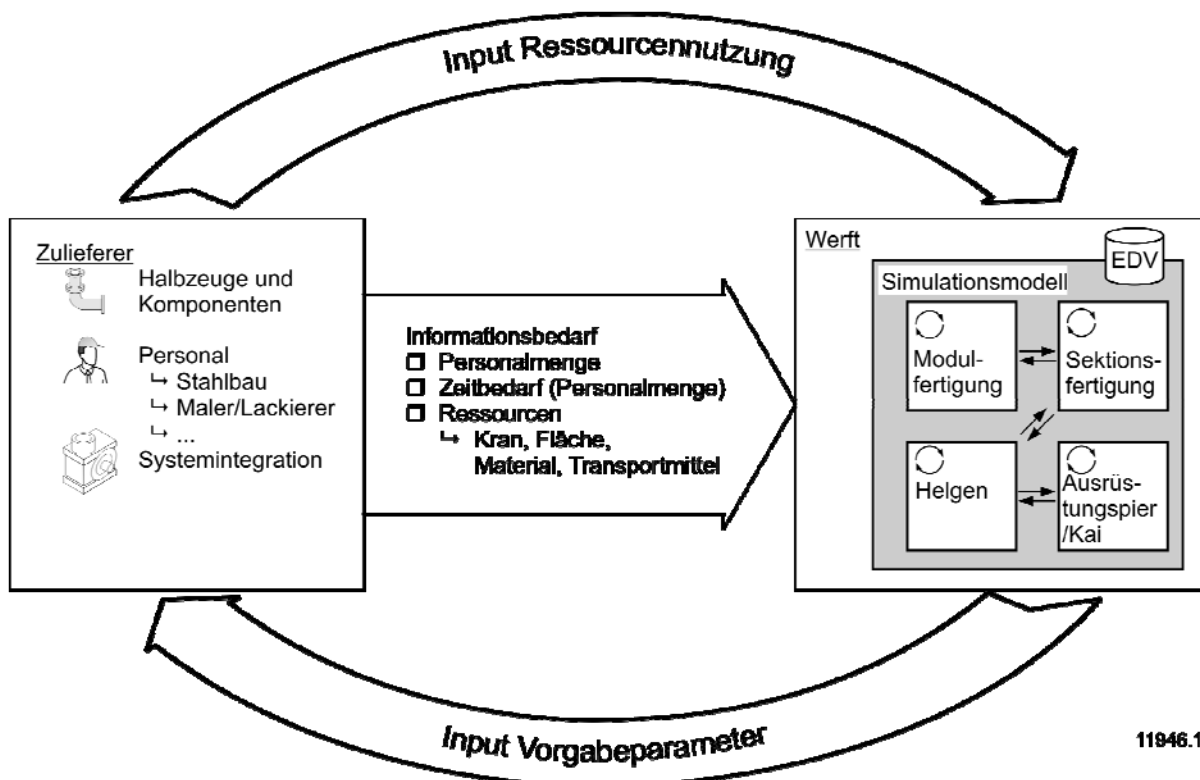 Input Ressourcennutzung
Zulieferer
Halbzeuge und
Komponenten
Personal
↳ Stahlbau
↳ Maler/Lackierer
↳ ...
Systemintegration
Informationsbedarf
❒ Personalmenge
❒ Zeitbedarf (Personalmenge)
❒ Ressourcen
↳ Kran, Fläche,
Material, Transportmittel
Werft
EDV
Simulationsmodell
Modul-
fertigung
Sektions-
fertigung
Helgen
Ausrüs-
tungspier
/Kai
Input Vorgabeparameter
11946.1